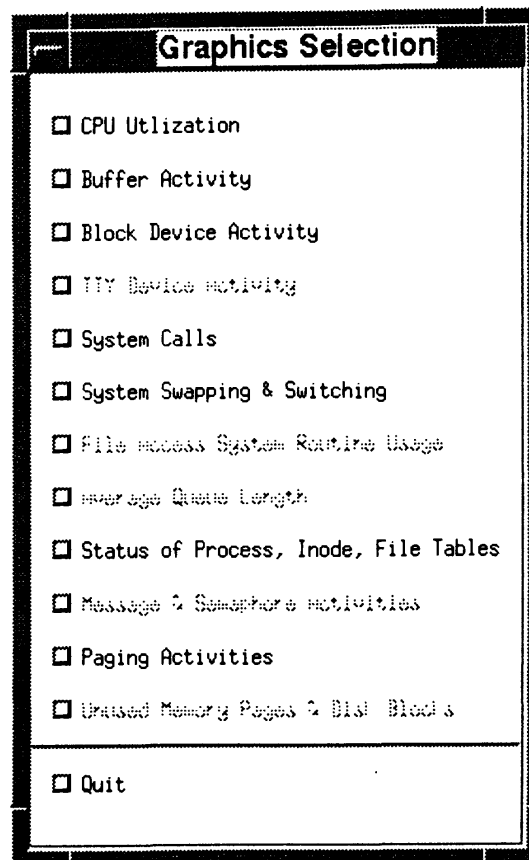 Graphics Selection
CPU Utlization
Buffer Activity
Block Device Activity
TTY Device Activity
System Calls
System Swapping & Switching
File Access System Routine Usage
Average Queue Length
Status of Process, Inode, File Tables
Message & Semaphore Activities
Paging Activities
Unused Memory Pages & Disk Blocks
Quit